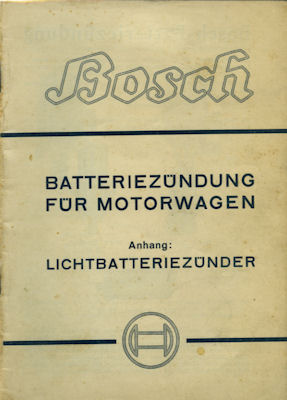 Bosch
BATTERIEZÜNDUNG
FÜR MOTORWAGEN
Anhang:
LICHTBATTERIEZÜNDER